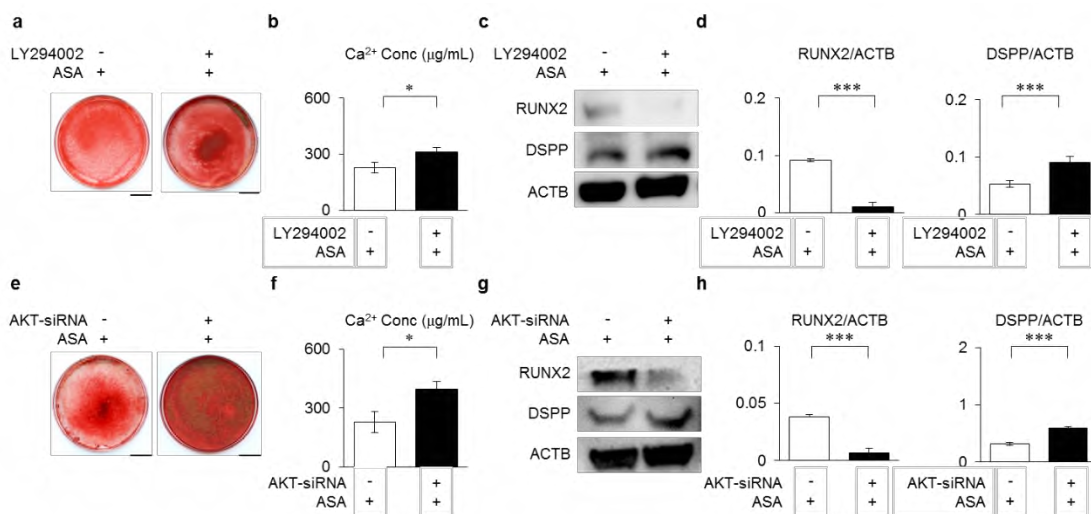 a
LY294002 - +
ASA + +
b
Ca²⁺ Conc (μg/mL)
*
600
300
0
LY294002 - +
ASA + +
c
LY294002 - +
ASA + +
RUNX2
DSPP
ACTB
d
RUNX2/ACTB
***
0.2
0.1
0
LY294002 - +
ASA + +
DSPP/ACTB
***
0.2
0.1
0
LY294002 - +
ASA + +
e
AKT-siRNA - +
ASA + +
f
Ca²⁺ Conc (μg/mL)
*
600
300
0
AKT-siRNA - +
ASA + +
g
AKT-siRNA - +
ASA + +
RUNX2
DSPP
ACTB
h
RUNX2/ACTB
***
0.1
0.05
0
AKT-siRNA - +
ASA + +
DSPP/ACTB
***
2
1
0
AKT-siRNA - +
ASA + +